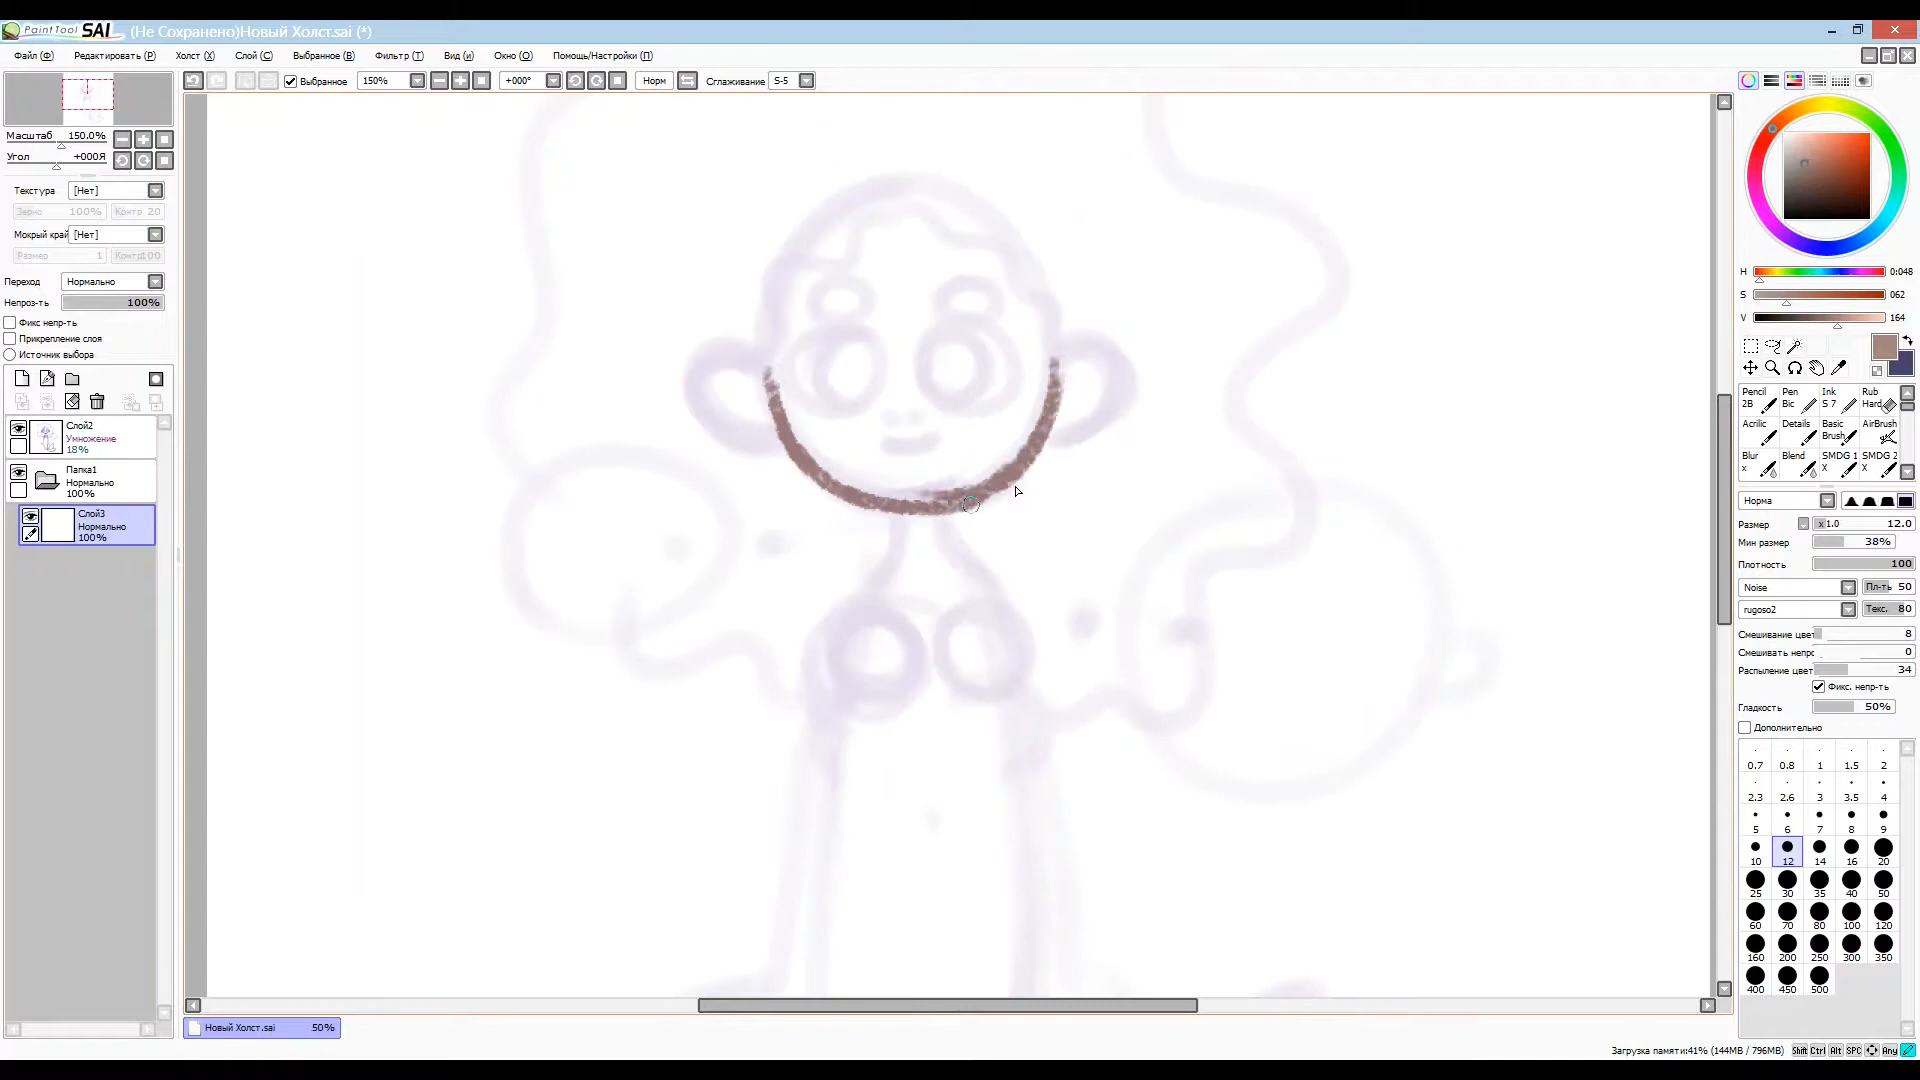 PaintTool SAI (Не Сохранено)Новый Холст.sai (*)
Файл (Ф) Редактировать (Р) Холст (Х) Слой (С) Выбранное (В) Фильтр (Т) Вид (и) Окно (О) Помощь/Настройки (П)
Выбранное 150% +000° Норм Сглаживание S-5
Масштаб 150.0%
Угол +000Я
Текстура [Нет]
Зерно 100% Контр 20
Мокрый край [Нет]
Размер 1 Контр 100
Переход Нормально
Непроз-ть 100%
Фикс непр-ть
Прикрепление слоя
Источник выбора
Слой2
Умножение
18%
Папка1
Нормально
100%
Слой3
Нормально
100%
H 0:048
S 062
V 164
Pencil 2B Pen Bic Ink S 7 Rub Hard
Acrilic Details Basic Brush AirBrush
Blur x Blend SMDG 1 X SMDG 2 X
Норма
Размер x1.0 12.0
Мин размер 38%
Плотность 100
Noise Пл-ть 50
rugoso2 Текс. 80
Смешивание цвет 8
Смешивать непро 0
Распыление цвет 34
Фикс. непр-ть
Гладкость 50%
Дополнительно
0.7 0.8 1 1.5 2
2.3 2.6 3 3.5 4
5 6 7 8 9
10 12 14 16 20
25 30 35 40 50
60 70 80 100 120
160 200 250 300 350
400 450 500
Новый Холст.sai 50%
Загрузка памяти:41% (144MB / 796MB) Shift Ctrl Alt SPC Any